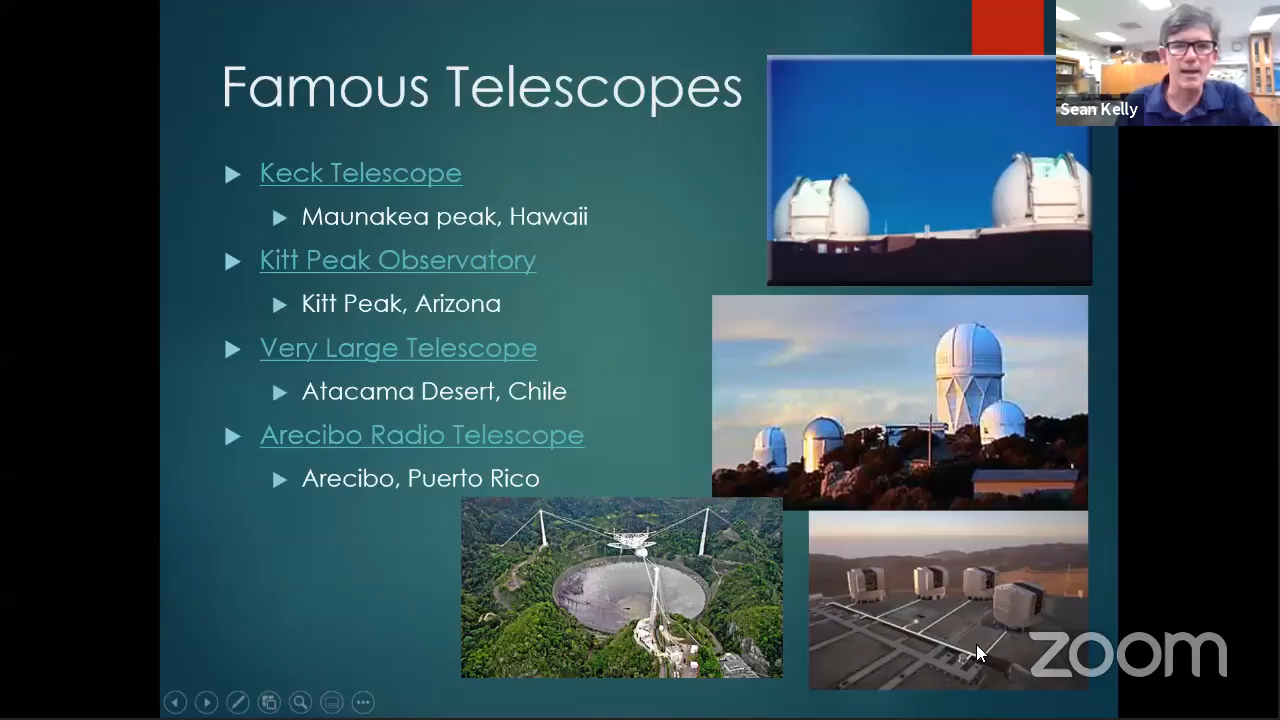 Famous Telescopes
Sean Kelly
Keck Telescope
Maunakea peak, Hawaii
Kitt Peak Observatory
Kitt Peak, Arizona
Very Large Telescope
Atacama Desert, Chile
Arecibo Radio Telescope
Arecibo, Puerto Rico
zoom